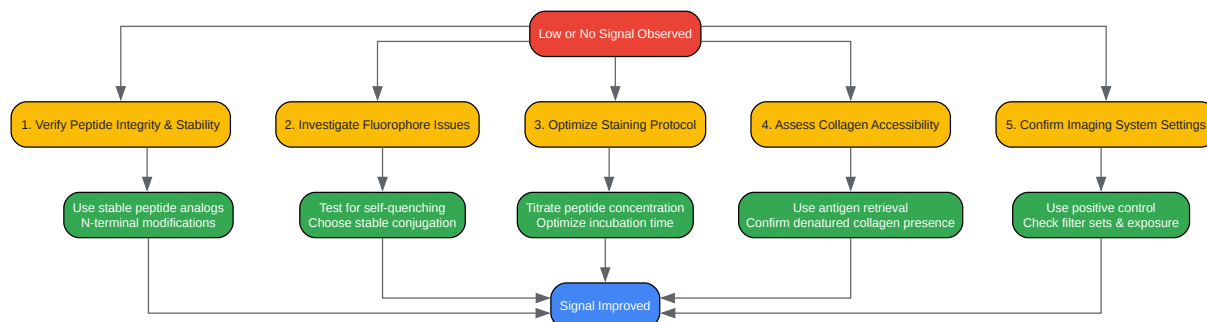 Low or No Signal Observed
1. Verify Peptide Integrity & Stability
2. Investigate Fluorophore Issues
3. Optimize Staining Protocol
4. Assess Collagen Accessibility
5. Confirm Imaging System Settings
Use stable peptide analogs
N-terminal modifications
Test for self-quenching
Choose stable conjugation
Titrate peptide concentration
Optimize incubation time
Use antigen retrieval
Confirm denatured collagen presence
Use positive control
Check filter sets & exposure
Signal Improved